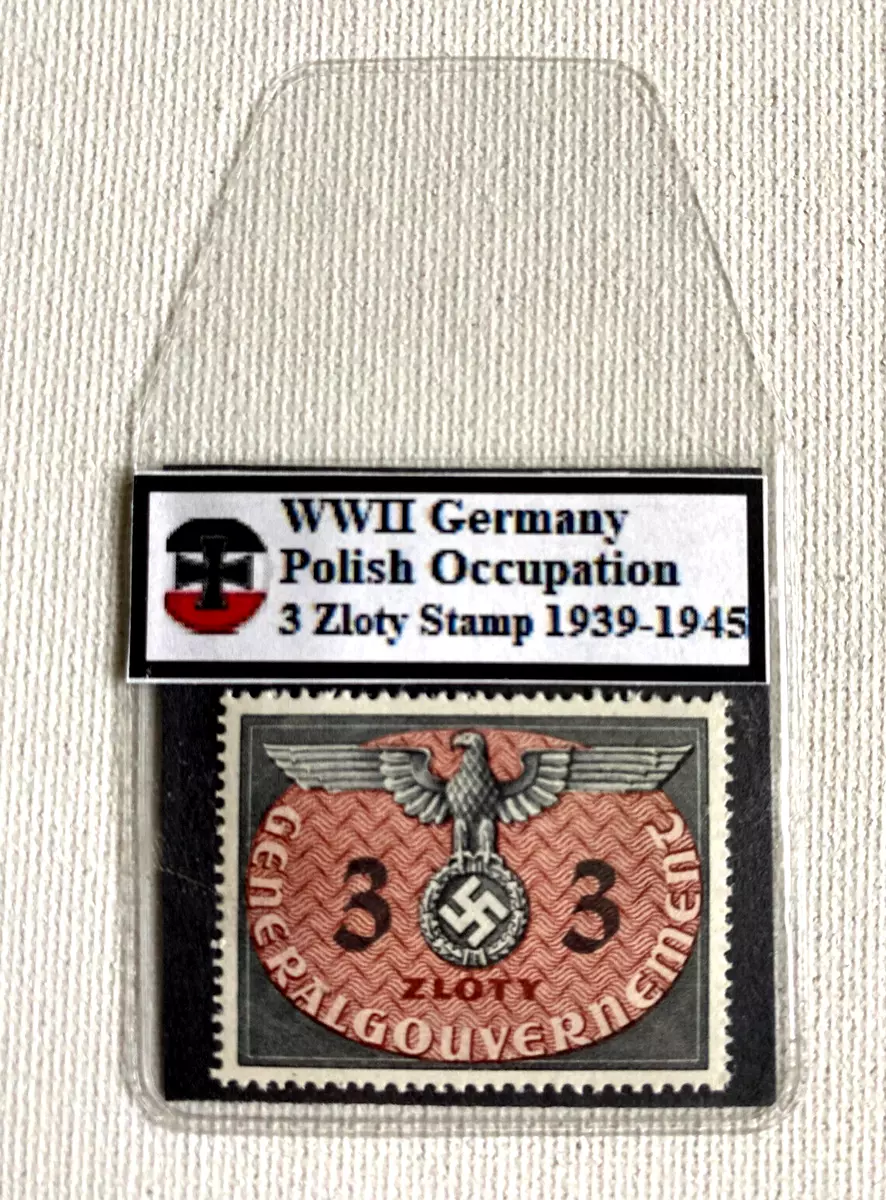 WWII Germany
Polish Occupation
3 Zloty Stamp 1939-1945
3 3
ZLOTY
GENERALGOUVERNEMENT